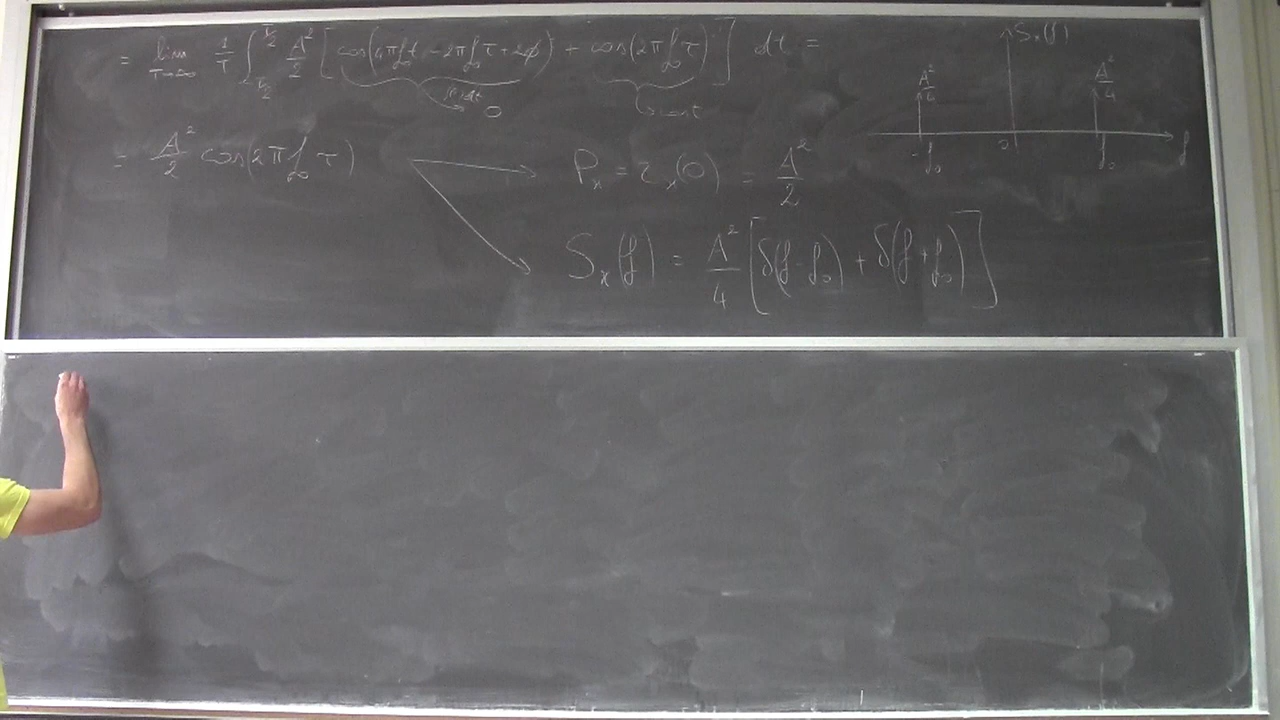 = lim T→∞ 1/T ∫_{-T/2}^{T/2} A²/2 [cos(4πf₀t − 2πf₀τ + 2φ) + cos(2πf₀τ)] dt =
0
cost
= A²/2 cos(2πf₀τ)
Pₓ = rₓ(0) = A²/2
Sₓ(f) = A²/4 [δ(f − f₀) + δ(f + f₀)]
Sₓ(f)
A²/4 A²/4
-f₀ 0 f₀ f